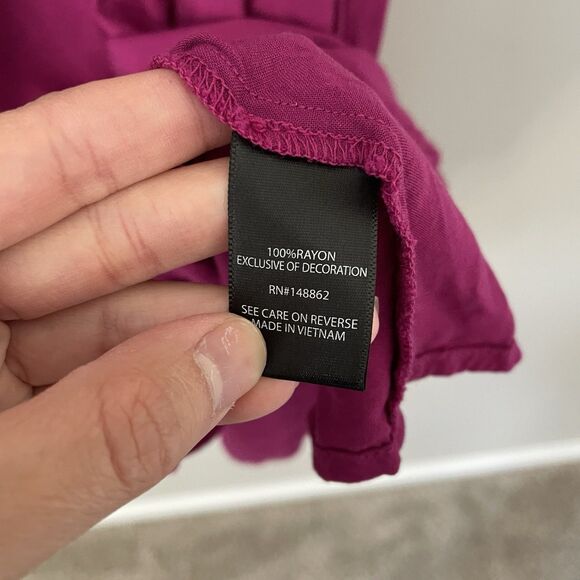 100%RAYON
EXCLUSIVE OF DECORATION
RN#148862
SEE CARE ON REVERSE
MADE IN VIETNAM